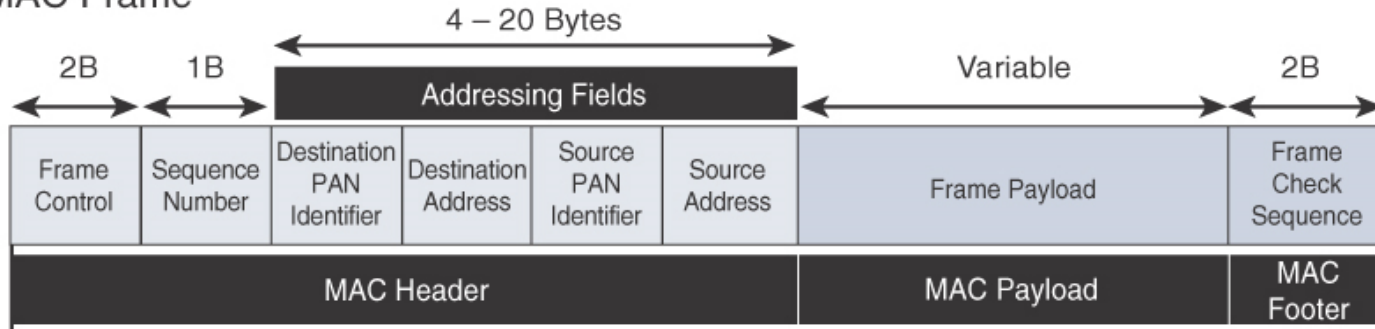 MAC Frame
4 – 20 Bytes
2B
1B
Variable
2B
Addressing Fields
Frame
Control
Sequence
Number
Destination
PAN
Identifier
Destination
Address
Source
PAN
Identifier
Source
Address
Frame Payload
Frame
Check
Sequence
MAC Header
MAC Payload
MAC
Footer